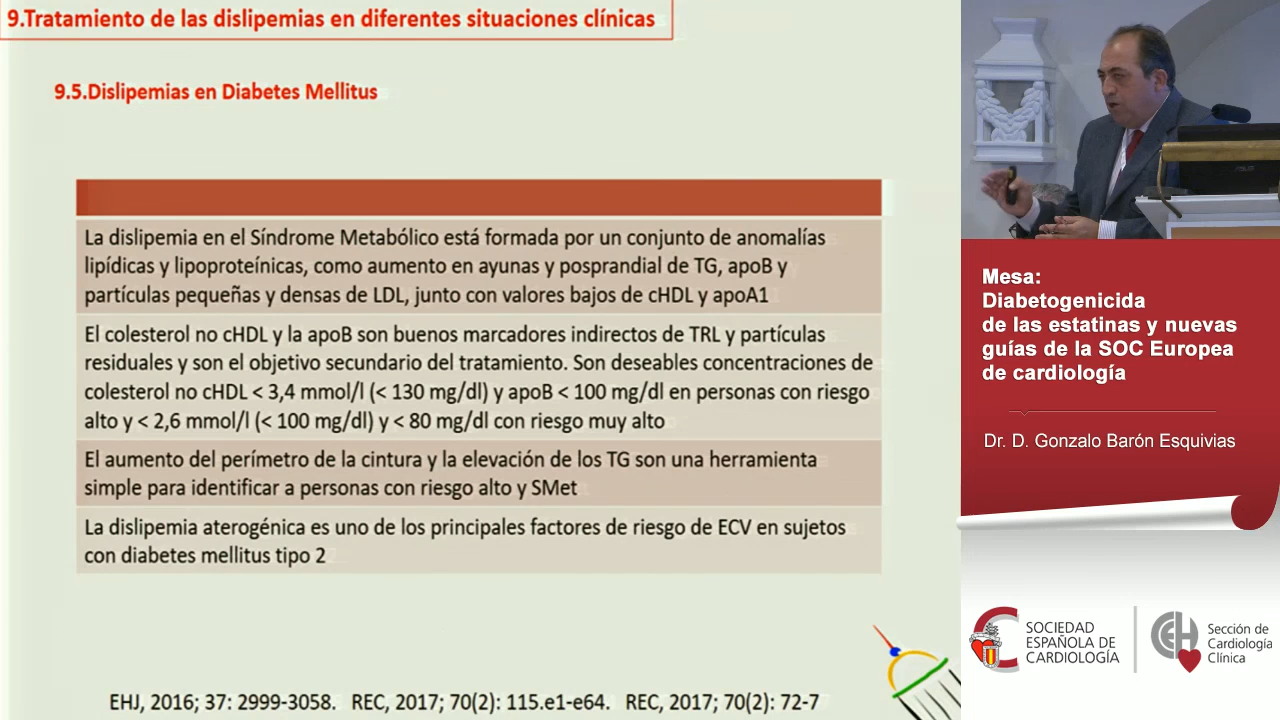 9.Tratamiento de las dislipemias en diferentes situaciones clínicas
9.5.Dislipemias en Diabetes Mellitus
La dislipemia en el Síndrome Metabólico está formada por un conjunto de anomalías
lipídicas y lipoproteínicas, como aumento en ayunas y posprandial de TG, apoB y
partículas pequeñas y densas de LDL, junto con valores bajos de cHDL y apoA1
El colesterol no cHDL y la apoB son buenos marcadores indirectos de TRL y partículas
residuales y son el objetivo secundario del tratamiento. Son deseables concentraciones de
colesterol no cHDL < 3,4 mmol/l (< 130 mg/dl) y apoB < 100 mg/dl en personas con riesgo
alto y < 2,6 mmol/l (< 100 mg/dl) y < 80 mg/dl con riesgo muy alto
El aumento del perímetro de la cintura y la elevación de los TG son una herramienta
simple para identificar a personas con riesgo alto y SMet
La dislipemia aterogénica es uno de los principales factores de riesgo de ECV en sujetos
con diabetes mellitus tipo 2
EHJ, 2016; 37: 2999-3058. REC, 2017; 70(2): 115.e1-e64. REC, 2017; 70(2): 72-7
ASUS
Mesa:
Diabetogenicida
de las estatinas y nuevas
guías de la SOC Europea
de cardiología
Dr. D. Gonzalo Barón Esquivias
SOCIEDAD
ESPAÑOLA DE
CARDIOLOGÍA
Sección de
Cardiología
Clínica